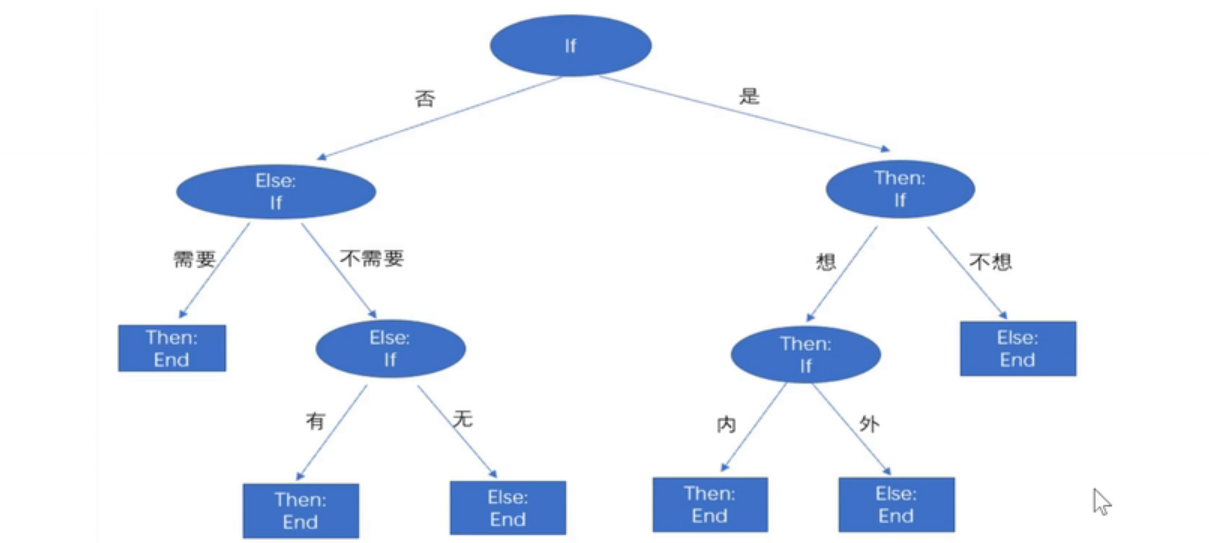 If
否
是
Else:
If
Then:
If
需要
不需要
想
不想
Then:
End
Else:
If
Then:
If
Else:
End
有
无
内
外
Then:
End
Else:
End
Then:
End
Else:
End